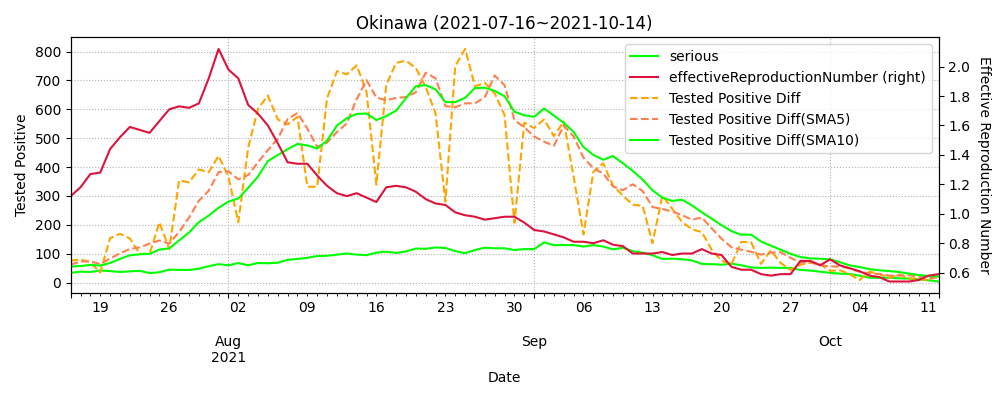 Okinawa (2021-07-16~2021-10-14)
serious
effectiveReproductionNumber (right)
Tested Positive Diff
Tested Positive Diff(SMA5)
Tested Positive Diff(SMA10)
800
700
600
500
400
300
200
100
0
Tested Positive
2.0
1.8
1.6
1.4
1.2
1.0
0.8
0.6
Effective Reproduction Number
19 26 02 09 16 23 30 06 13 20 27 04 11
Aug Sep Oct
2021
Date